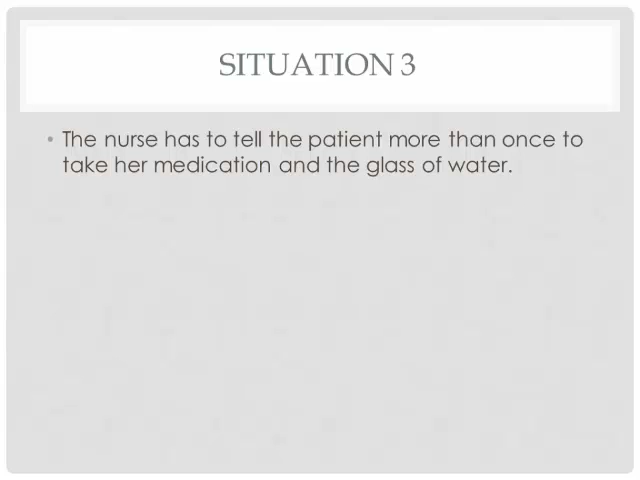 SITUATION 3
• The nurse has to tell the patient more than once to
take her medication and the glass of water.